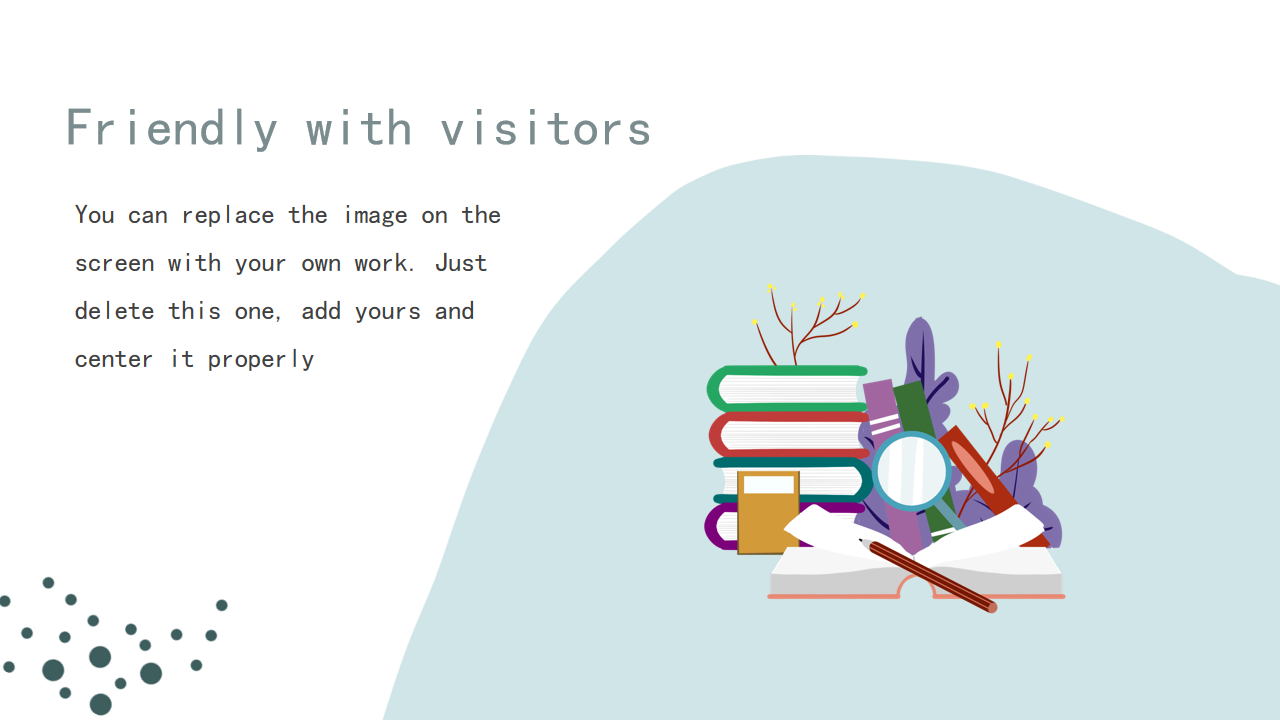 Friendly with visitors
You can replace the image on the
screen with your own work. Just
delete this one, add yours and
center it properly